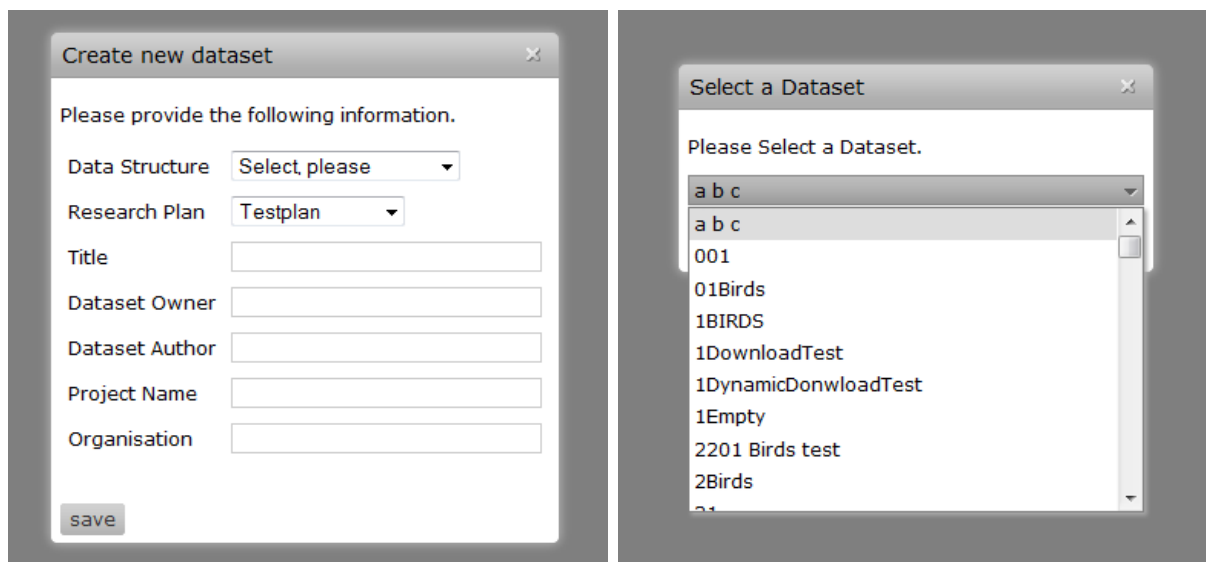 Create new dataset
Please provide the following information.
Data Structure Select, please
Research Plan Testplan
Title
Dataset Owner
Dataset Author
Project Name
Organisation
save
Select a Dataset
Please Select a Dataset.
a b c
a b c
001
01Birds
1BIRDS
1DownloadTest
1DynamicDonwloadTest
1Empty
2201 Birds test
2Birds